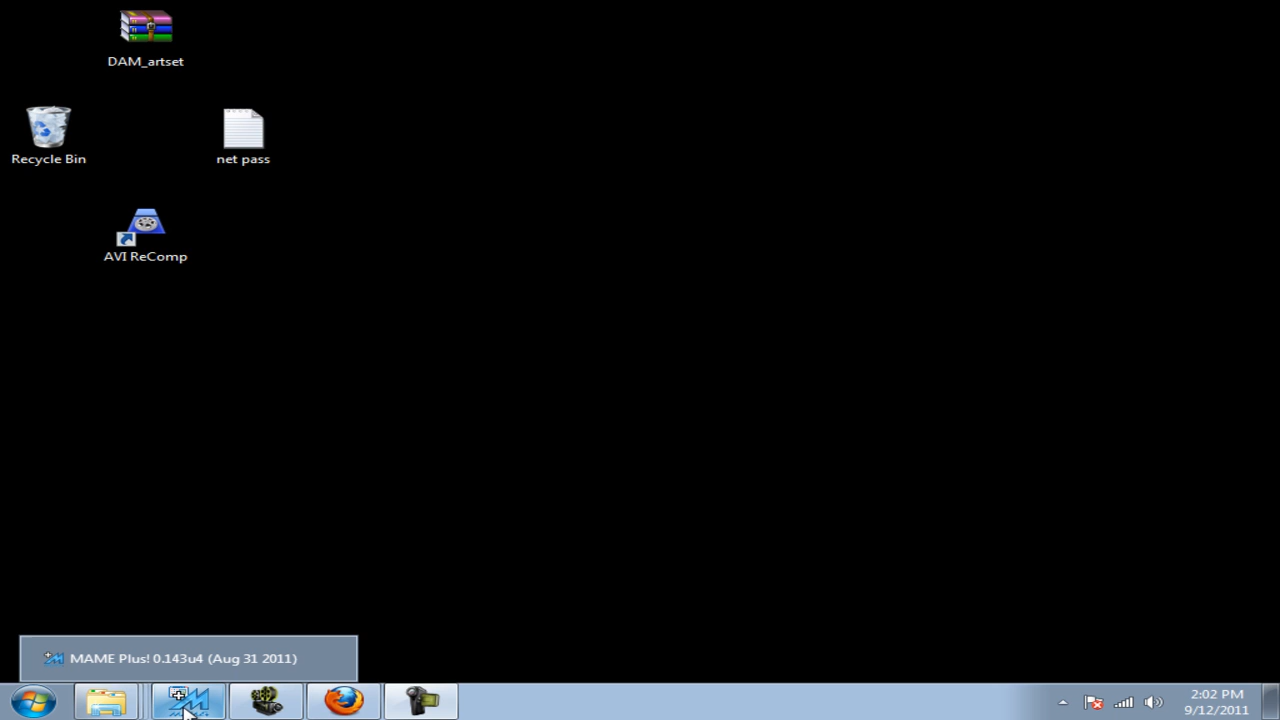 DAM_artset
Recycle Bin
net pass
AVI ReComp
MAME Plus! 0.143u4 (Aug 31 2011)
2:02 PM
9/12/2011